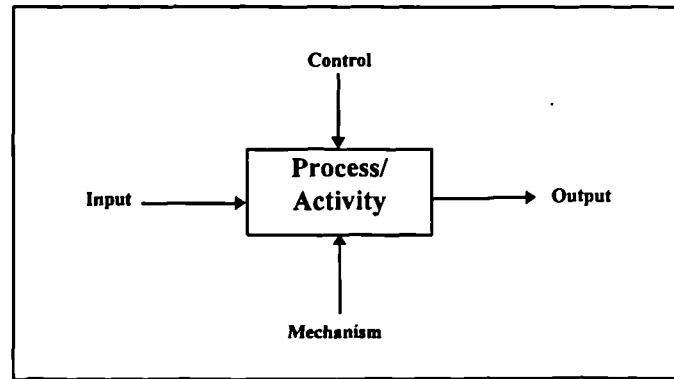 Control
Process/
Activity
Input
Output
Mechanism